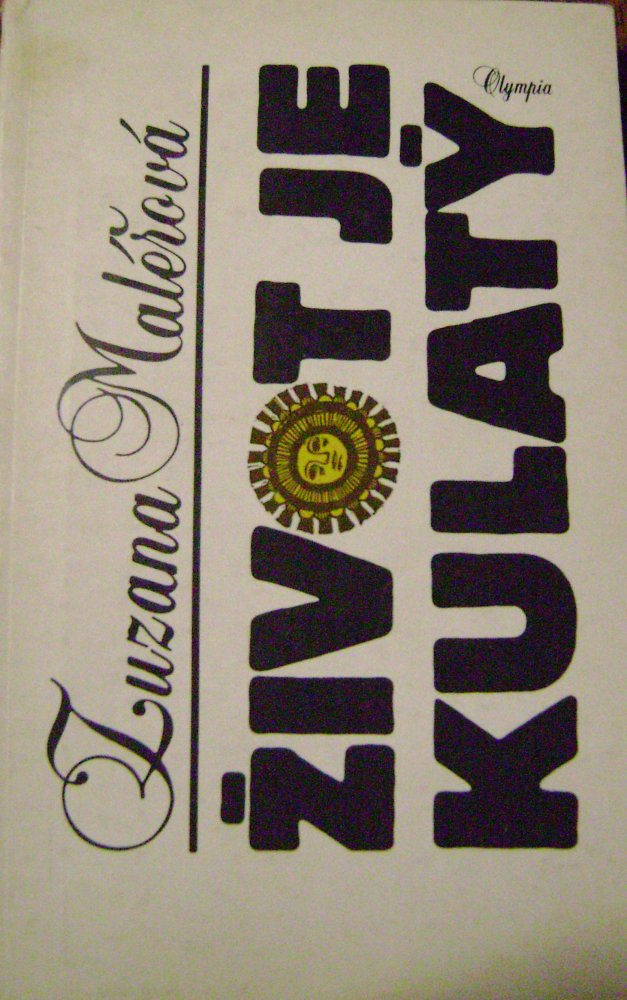 Zuzana Maléřová
ŽIVOT JE
KULATÝ
Olympia